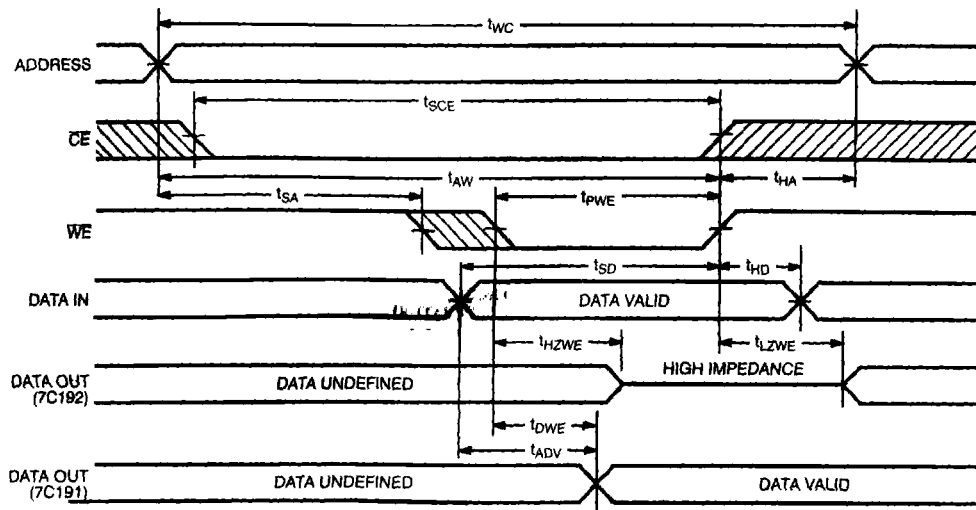 tWC
ADDRESS
tSCE
CE
tAW
tHA
tSA
tPWE
WE
tSD
tHD
DATA IN
DATA VALID
tHZWE
tLZWE
HIGH IMPEDANCE
DATA OUT
(7C192)
DATA UNDEFINED
tDWE
tADV
DATA OUT
(7C191)
DATA UNDEFINED
DATA VALID